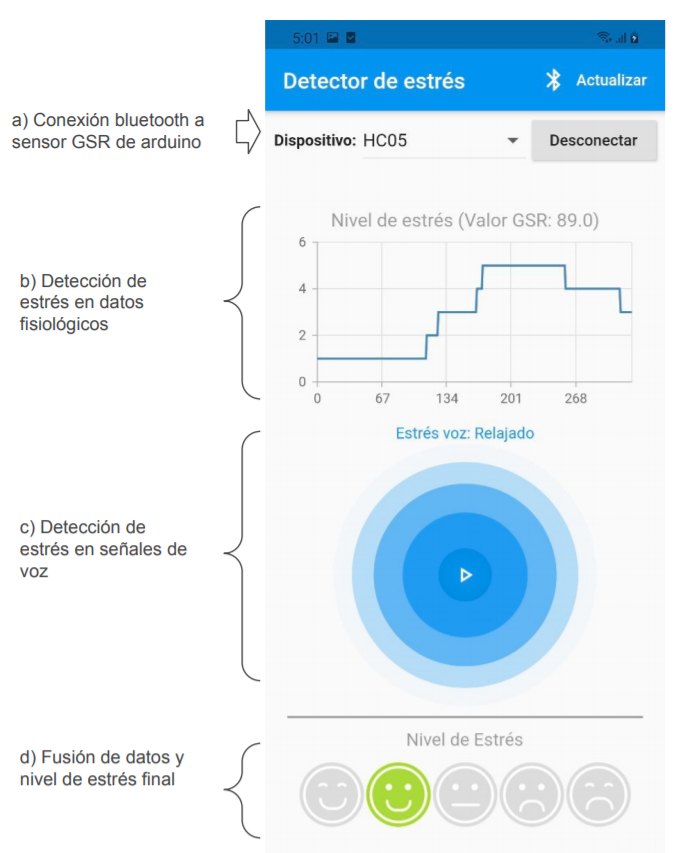 5:01
Detector de estrés
Actualizar
a) Conexión bluetooth a
sensor GSR de arduino
Dispositivo: HC05
Desconectar
Nivel de estrés (Valor GSR: 89.0)
6
4
2
0
0 67 134 201 268
b) Detección de
estrés en datos
fisiológicos
Estrés voz: Relajado
c) Detección de
estrés en señales de
voz
Nivel de Estrés
d) Fusión de datos y
nivel de estrés final